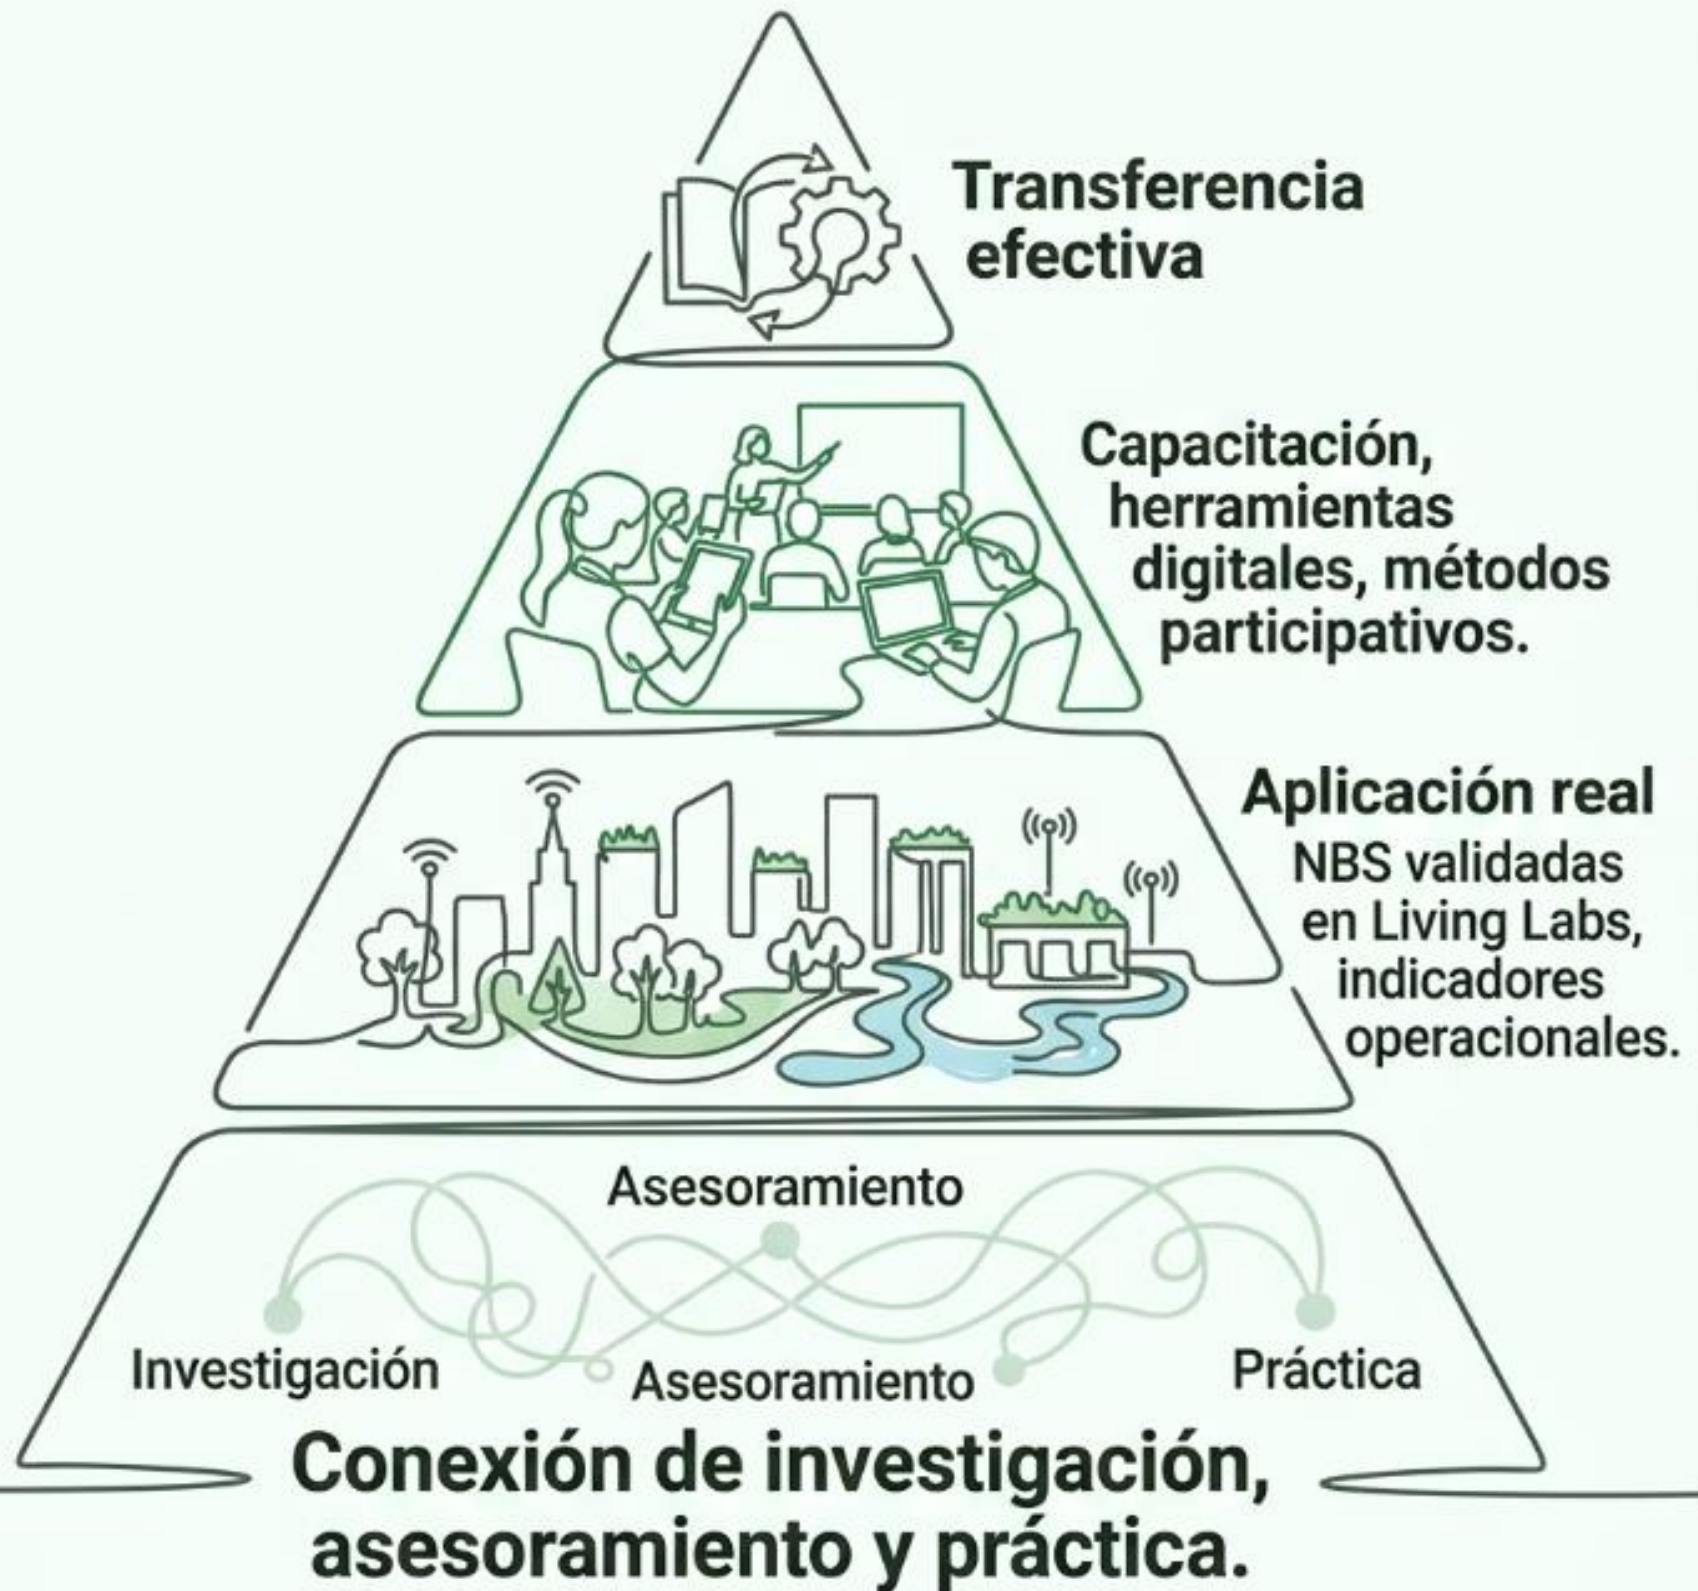 Transferencia
efectiva
Capacitación,
herramientas
digitales, métodos
participativos.
Aplicación real
NBS validadas
en Living Labs,
indicadores
operacionales.
Asesoramiento
Investigación
Asesoramiento
Práctica
Conexión de investigación,
asesoramiento y práctica.